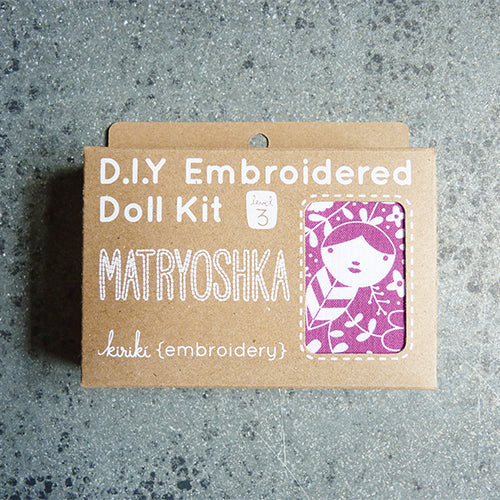 D.I.Y Embroidered
Doll Kit
level
3
MATRYOSHKA
kiriki {embroidery}